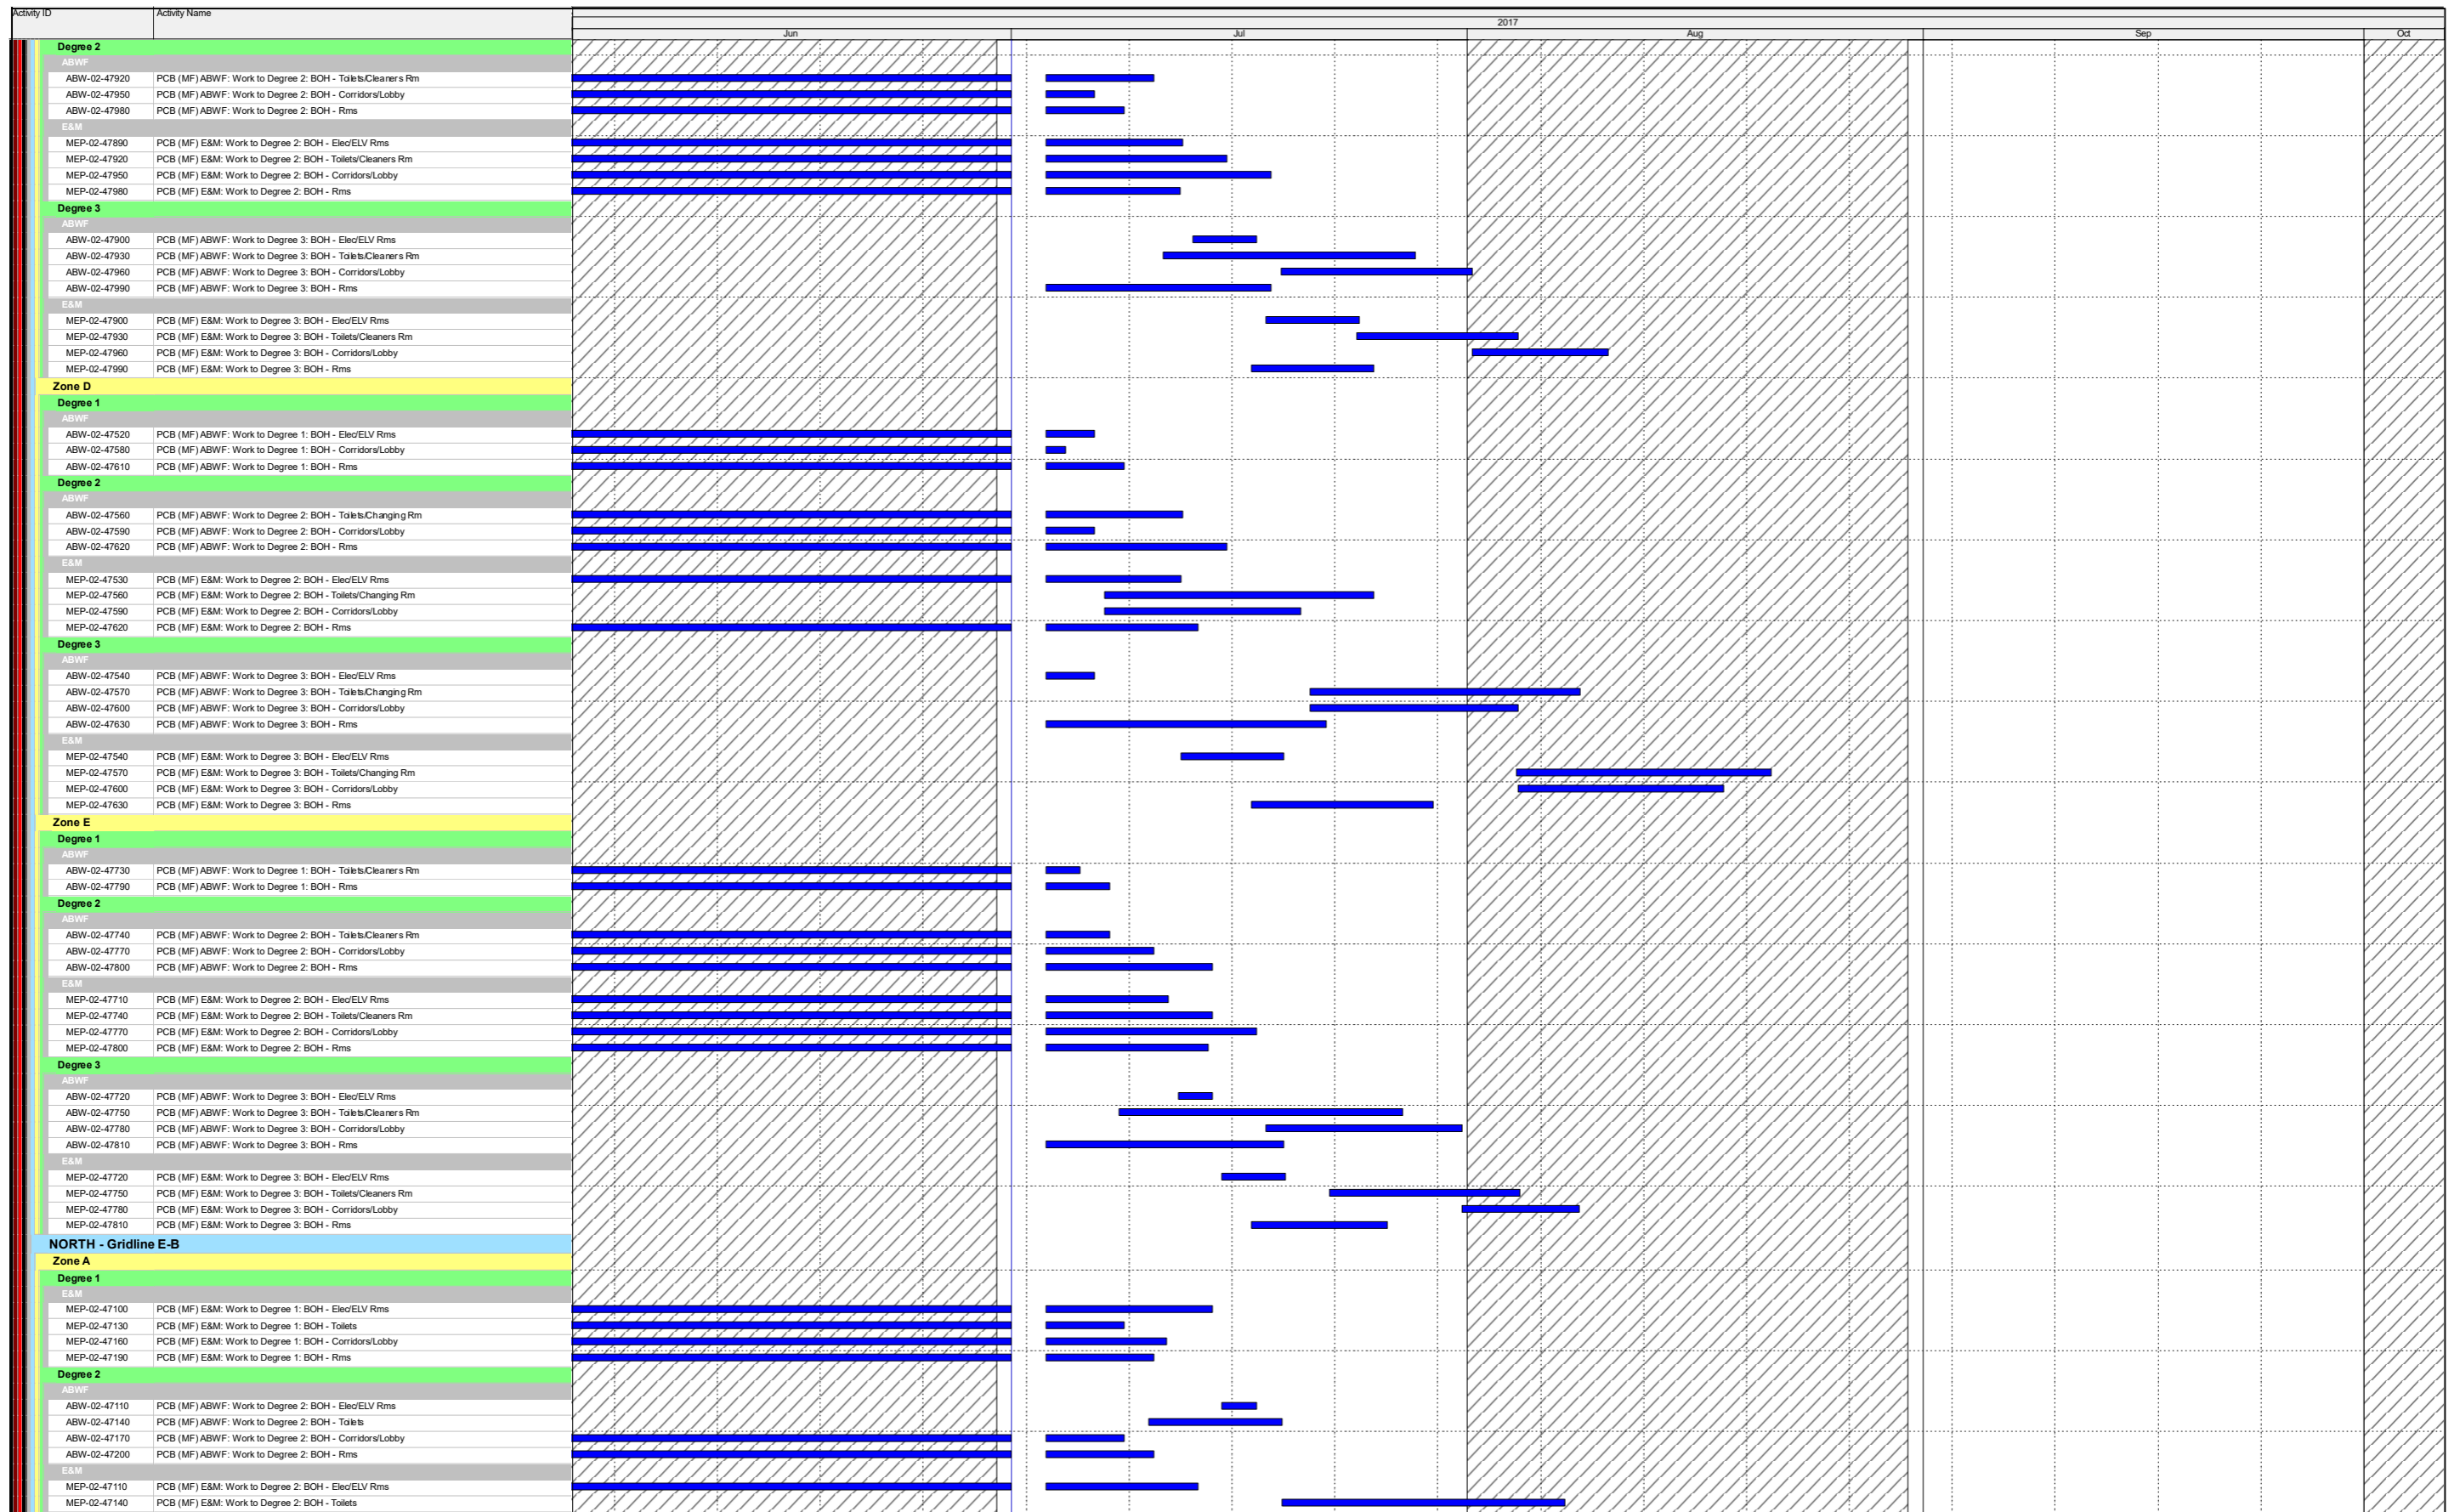 Activity ID Activity Name
2017
Jun Jul Aug Sep Oct
Degree 2
ABWF
ABW-02-47920 PCB (MF) ABWF: Work to Degree 2: BOH - Toilets/Cleaners Rm
ABW-02-47950 PCB (MF) ABWF: Work to Degree 2: BOH - Corridors/Lobby
ABW-02-47980 PCB (MF) ABWF: Work to Degree 2: BOH - Rms
E&M
MEP-02-47890 PCB (MF) E&M: Work to Degree 2: BOH - Elec/ELV Rms
MEP-02-47920 PCB (MF) E&M: Work to Degree 2: BOH - Toilets/Cleaners Rm
MEP-02-47950 PCB (MF) E&M: Work to Degree 2: BOH - Corridors/Lobby
MEP-02-47980 PCB (MF) E&M: Work to Degree 2: BOH - Rms
Degree 3
ABWF
ABW-02-47900 PCB (MF) ABWF: Work to Degree 3: BOH - Elec/ELV Rms
ABW-02-47930 PCB (MF) ABWF: Work to Degree 3: BOH - Toilets/Cleaners Rm
ABW-02-47960 PCB (MF) ABWF: Work to Degree 3: BOH - Corridors/Lobby
ABW-02-47990 PCB (MF) ABWF: Work to Degree 3: BOH - Rms
E&M
MEP-02-47900 PCB (MF) E&M: Work to Degree 3: BOH - Elec/ELV Rms
MEP-02-47930 PCB (MF) E&M: Work to Degree 3: BOH - Toilets/Cleaners Rm
MEP-02-47960 PCB (MF) E&M: Work to Degree 3: BOH - Corridors/Lobby
MEP-02-47990 PCB (MF) E&M: Work to Degree 3: BOH - Rms
Zone D
Degree 1
ABWF
ABW-02-47520 PCB (MF) ABWF: Work to Degree 1: BOH - Elec/ELV Rms
ABW-02-47580 PCB (MF) ABWF: Work to Degree 1: BOH - Corridors/Lobby
ABW-02-47610 PCB (MF) ABWF: Work to Degree 1: BOH - Rms
Degree 2
ABWF
ABW-02-47560 PCB (MF) ABWF: Work to Degree 2: BOH - Toilets/Changing Rm
ABW-02-47590 PCB (MF) ABWF: Work to Degree 2: BOH - Corridors/Lobby
ABW-02-47620 PCB (MF) ABWF: Work to Degree 2: BOH - Rms
E&M
MEP-02-47530 PCB (MF) E&M: Work to Degree 2: BOH - Elec/ELV Rms
MEP-02-47560 PCB (MF) E&M: Work to Degree 2: BOH - Toilets/Changing Rm
MEP-02-47590 PCB (MF) E&M: Work to Degree 2: BOH - Corridors/Lobby
MEP-02-47620 PCB (MF) E&M: Work to Degree 2: BOH - Rms
Degree 3
ABWF
ABW-02-47540 PCB (MF) ABWF: Work to Degree 3: BOH - Elec/ELV Rms
ABW-02-47570 PCB (MF) ABWF: Work to Degree 3: BOH - Toilets/Changing Rm
ABW-02-47600 PCB (MF) ABWF: Work to Degree 3: BOH - Corridors/Lobby
ABW-02-47630 PCB (MF) ABWF: Work to Degree 3: BOH - Rms
E&M
MEP-02-47540 PCB (MF) E&M: Work to Degree 3: BOH - Elec/ELV Rms
MEP-02-47570 PCB (MF) E&M: Work to Degree 3: BOH - Toilets/Changing Rm
MEP-02-47600 PCB (MF) E&M: Work to Degree 3: BOH - Corridors/Lobby
MEP-02-47630 PCB (MF) E&M: Work to Degree 3: BOH - Rms
Zone E
Degree 1
ABWF
ABW-02-47730 PCB (MF) ABWF: Work to Degree 1: BOH - Toilets/Cleaners Rm
ABW-02-47790 PCB (MF) ABWF: Work to Degree 1: BOH - Rms
Degree 2
ABWF
ABW-02-47740 PCB (MF) ABWF: Work to Degree 2: BOH - Toilets/Cleaners Rm
ABW-02-47770 PCB (MF) ABWF: Work to Degree 2: BOH - Corridors/Lobby
ABW-02-47800 PCB (MF) ABWF: Work to Degree 2: BOH - Rms
E&M
MEP-02-47710 PCB (MF) E&M: Work to Degree 2: BOH - Elec/ELV Rms
MEP-02-47740 PCB (MF) E&M: Work to Degree 2: BOH - Toilets/Cleaners Rm
MEP-02-47770 PCB (MF) E&M: Work to Degree 2: BOH - Corridors/Lobby
MEP-02-47800 PCB (MF) E&M: Work to Degree 2: BOH - Rms
Degree 3
ABWF
ABW-02-47720 PCB (MF) ABWF: Work to Degree 3: BOH - Elec/ELV Rms
ABW-02-47750 PCB (MF) ABWF: Work to Degree 3: BOH - Toilets/Cleaners Rm
ABW-02-47780 PCB (MF) ABWF: Work to Degree 3: BOH - Corridors/Lobby
ABW-02-47810 PCB (MF) ABWF: Work to Degree 3: BOH - Rms
E&M
MEP-02-47720 PCB (MF) E&M: Work to Degree 3: BOH - Elec/ELV Rms
MEP-02-47750 PCB (MF) E&M: Work to Degree 3: BOH - Toilets/Cleaners Rm
MEP-02-47780 PCB (MF) E&M: Work to Degree 3: BOH - Corridors/Lobby
MEP-02-47810 PCB (MF) E&M: Work to Degree 3: BOH - Rms
NORTH - Gridline E-B
Zone A
Degree 1
E&M
MEP-02-47100 PCB (MF) E&M: Work to Degree 1: BOH - Elec/ELV Rms
MEP-02-47130 PCB (MF) E&M: Work to Degree 1: BOH - Toilets
MEP-02-47160 PCB (MF) E&M: Work to Degree 1: BOH - Corridors/Lobby
MEP-02-47190 PCB (MF) E&M: Work to Degree 1: BOH - Rms
Degree 2
ABWF
ABW-02-47110 PCB (MF) ABWF: Work to Degree 2: BOH - Elec/ELV Rms
ABW-02-47140 PCB (MF) ABWF: Work to Degree 2: BOH - Toilets
ABW-02-47170 PCB (MF) ABWF: Work to Degree 2: BOH - Corridors/Lobby
ABW-02-47200 PCB (MF) ABWF: Work to Degree 2: BOH - Rms
E&M
MEP-02-47110 PCB (MF) E&M: Work to Degree 2: BOH - Elec/ELV Rms
MEP-02-47140 PCB (MF) E&M: Work to Degree 2: BOH - Toilets